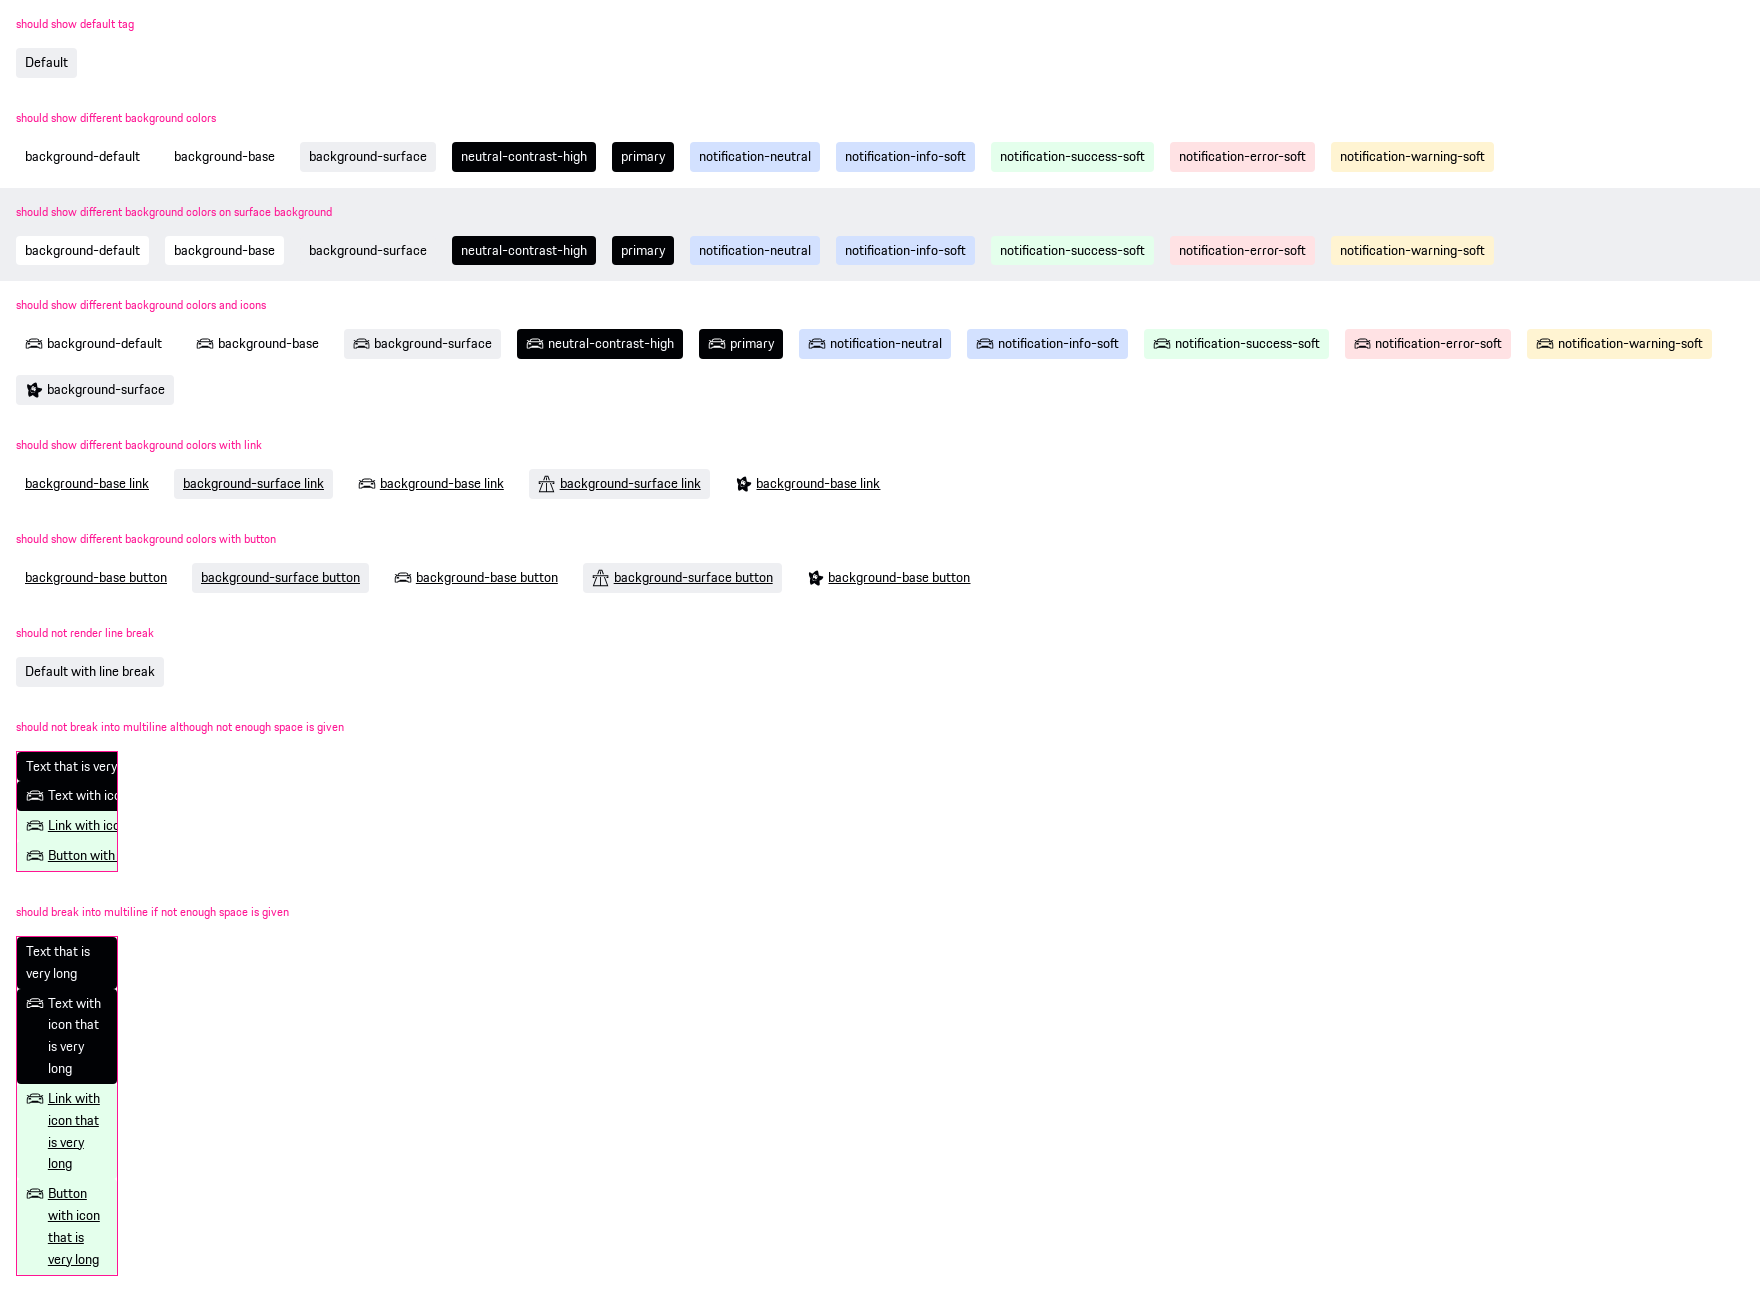 should show default tag
Default
should show different background colors
background-default background-base background-surface neutral-contrast-high primary notification-neutral notification-info-soft notification-success-soft notification-error-soft notification-warning-soft
should show different background colors on surface background
background-default background-base background-surface neutral-contrast-high primary notification-neutral notification-info-soft notification-success-soft notification-error-soft notification-warning-soft
should show different background colors and icons
background-default background-base background-surface neutral-contrast-high primary notification-neutral notification-info-soft notification-success-soft notification-error-soft notification-warning-soft
background-surface
should show different background colors with link
background-base link background-surface link background-base link background-surface link background-base link
should show different background colors with button
background-base button background-surface button background-base button background-surface button background-base button
should not render line break
Default with line break
should not break into multiline although not enough space is given
Text that is very
Text with ico
Link with ico
Button with
should break into multiline if not enough space is given
Text that is
very long
Text with
icon that
is very
long
Link with
icon that
is very
long
Button
with icon
that is
very long